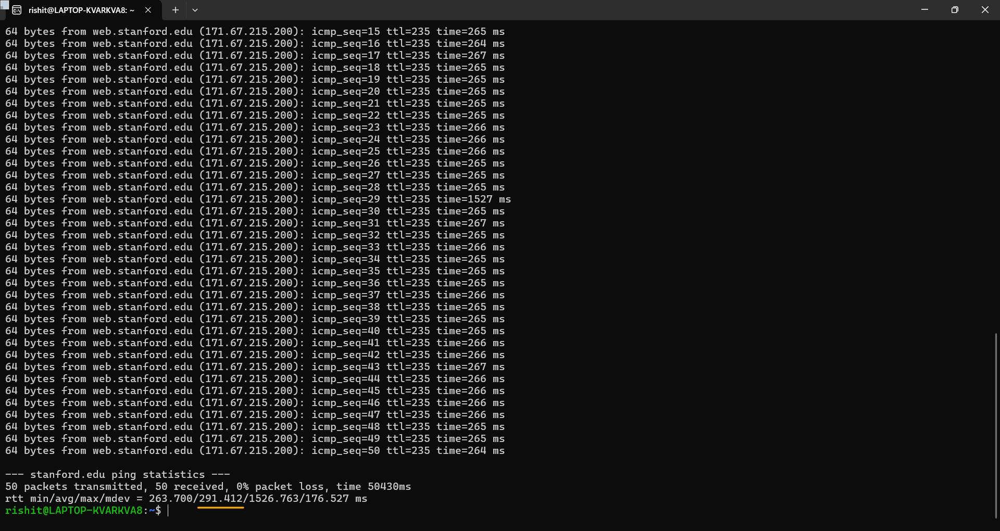 rishit@LAPTOP-KVARKVA8: ~
64 bytes from web.stanford.edu (171.67.215.200): icmp_seq=15 ttl=235 time=265 ms
64 bytes from web.stanford.edu (171.67.215.200): icmp_seq=16 ttl=235 time=264 ms
64 bytes from web.stanford.edu (171.67.215.200): icmp_seq=17 ttl=235 time=267 ms
64 bytes from web.stanford.edu (171.67.215.200): icmp_seq=18 ttl=235 time=265 ms
64 bytes from web.stanford.edu (171.67.215.200): icmp_seq=19 ttl=235 time=265 ms
64 bytes from web.stanford.edu (171.67.215.200): icmp_seq=20 ttl=235 time=265 ms
64 bytes from web.stanford.edu (171.67.215.200): icmp_seq=21 ttl=235 time=265 ms
64 bytes from web.stanford.edu (171.67.215.200): icmp_seq=22 ttl=235 time=265 ms
64 bytes from web.stanford.edu (171.67.215.200): icmp_seq=23 ttl=235 time=266 ms
64 bytes from web.stanford.edu (171.67.215.200): icmp_seq=24 ttl=235 time=266 ms
64 bytes from web.stanford.edu (171.67.215.200): icmp_seq=25 ttl=235 time=266 ms
64 bytes from web.stanford.edu (171.67.215.200): icmp_seq=26 ttl=235 time=265 ms
64 bytes from web.stanford.edu (171.67.215.200): icmp_seq=27 ttl=235 time=265 ms
64 bytes from web.stanford.edu (171.67.215.200): icmp_seq=28 ttl=235 time=265 ms
64 bytes from web.stanford.edu (171.67.215.200): icmp_seq=29 ttl=235 time=1527 ms
64 bytes from web.stanford.edu (171.67.215.200): icmp_seq=30 ttl=235 time=265 ms
64 bytes from web.stanford.edu (171.67.215.200): icmp_seq=31 ttl=235 time=267 ms
64 bytes from web.stanford.edu (171.67.215.200): icmp_seq=32 ttl=235 time=265 ms
64 bytes from web.stanford.edu (171.67.215.200): icmp_seq=33 ttl=235 time=266 ms
64 bytes from web.stanford.edu (171.67.215.200): icmp_seq=34 ttl=235 time=265 ms
64 bytes from web.stanford.edu (171.67.215.200): icmp_seq=35 ttl=235 time=265 ms
64 bytes from web.stanford.edu (171.67.215.200): icmp_seq=36 ttl=235 time=265 ms
64 bytes from web.stanford.edu (171.67.215.200): icmp_seq=37 ttl=235 time=266 ms
64 bytes from web.stanford.edu (171.67.215.200): icmp_seq=38 ttl=235 time=265 ms
64 bytes from web.stanford.edu (171.67.215.200): icmp_seq=39 ttl=235 time=265 ms
64 bytes from web.stanford.edu (171.67.215.200): icmp_seq=40 ttl=235 time=265 ms
64 bytes from web.stanford.edu (171.67.215.200): icmp_seq=41 ttl=235 time=266 ms
64 bytes from web.stanford.edu (171.67.215.200): icmp_seq=42 ttl=235 time=266 ms
64 bytes from web.stanford.edu (171.67.215.200): icmp_seq=43 ttl=235 time=267 ms
64 bytes from web.stanford.edu (171.67.215.200): icmp_seq=44 ttl=235 time=266 ms
64 bytes from web.stanford.edu (171.67.215.200): icmp_seq=45 ttl=235 time=266 ms
64 bytes from web.stanford.edu (171.67.215.200): icmp_seq=46 ttl=235 time=266 ms
64 bytes from web.stanford.edu (171.67.215.200): icmp_seq=47 ttl=235 time=266 ms
64 bytes from web.stanford.edu (171.67.215.200): icmp_seq=48 ttl=235 time=265 ms
64 bytes from web.stanford.edu (171.67.215.200): icmp_seq=49 ttl=235 time=265 ms
64 bytes from web.stanford.edu (171.67.215.200): icmp_seq=50 ttl=235 time=264 ms
--- stanford.edu ping statistics ---
50 packets transmitted, 50 received, 0% packet loss, time 50430ms
rtt min/avg/max/mdev = 263.700/291.412/1526.763/176.527 ms
rishit@LAPTOP-KVARKVA8:~$